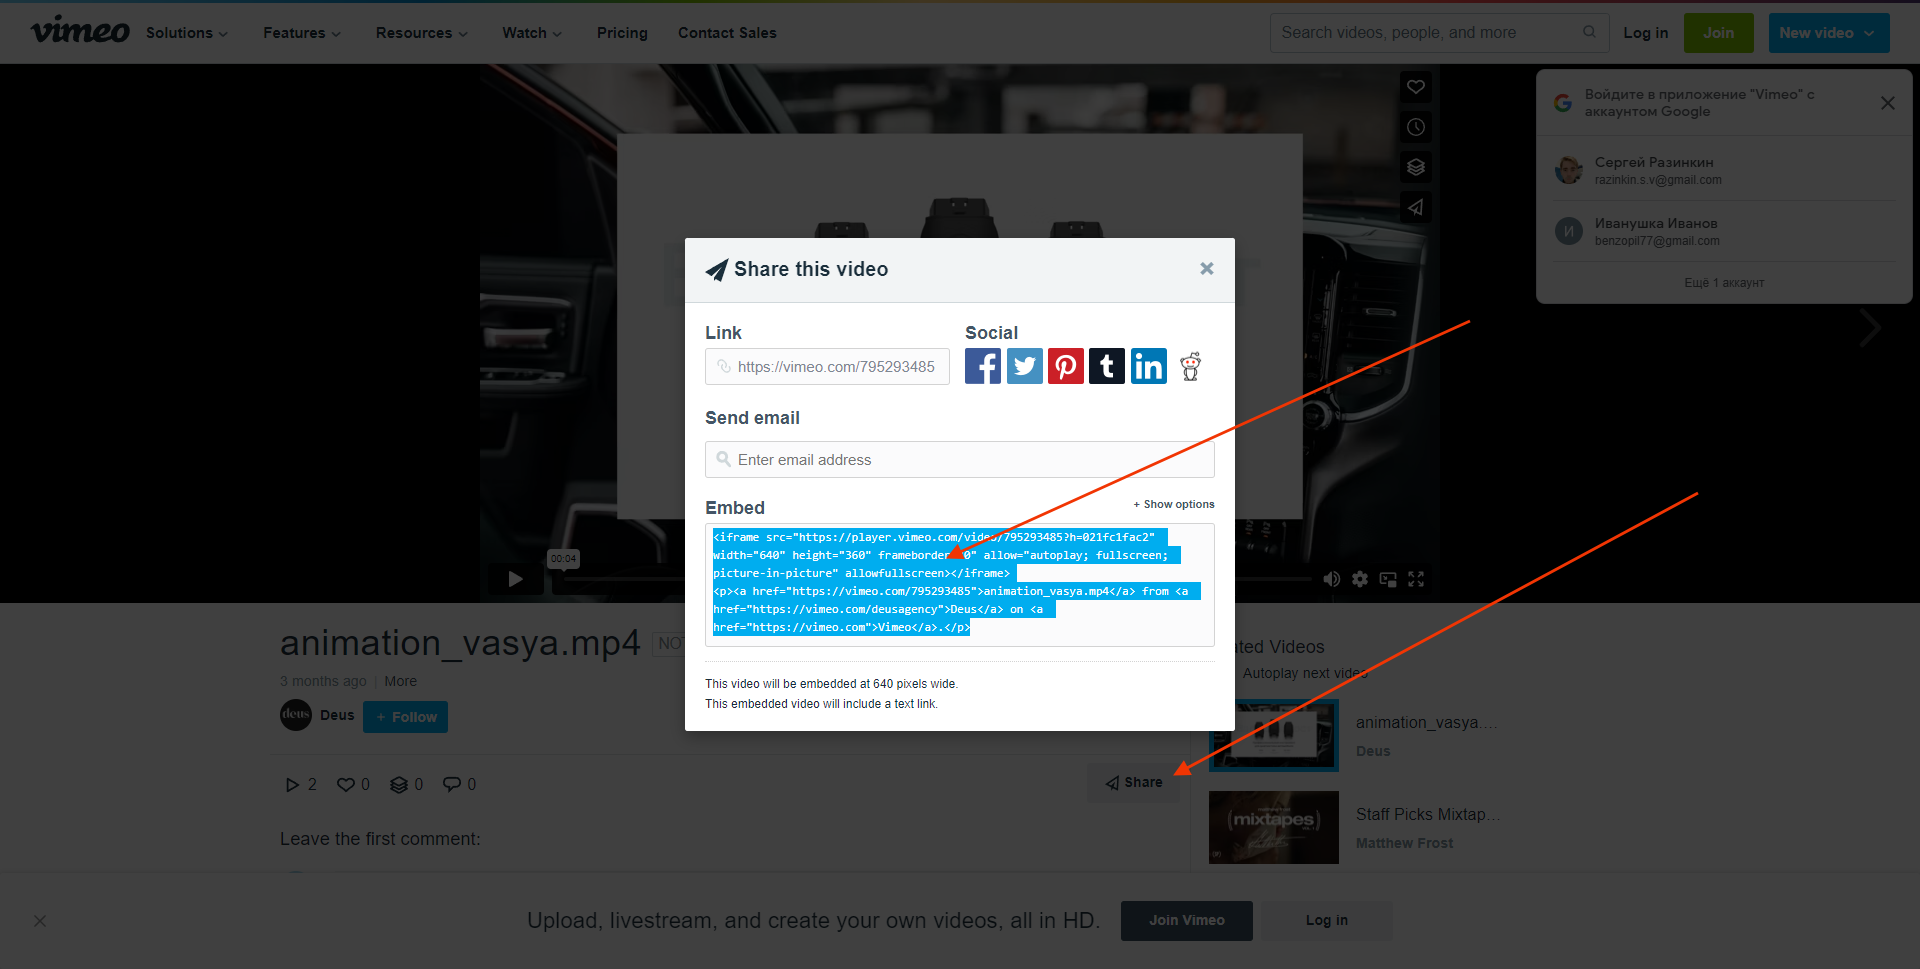 vimeo
Solutions
Features
Resources
Watch
Pricing
Contact Sales
Search videos, people, and more
Log in
Join
New video
Войдите в приложение "Vimeo" с
аккаунтом Google
Сергей Разинкин
razinkin.s.v@gmail.com
И
Иванушка Иванов
benzopil77@gmail.com
Ещё 1 аккаунт
Share this video
Link
Social
https://vimeo.com/795293485
Send email
Enter email address
Embed
+ Show options
<iframe src="https://player.vimeo.com/video/795293485?h=021fc1fac2"
width="640" height="360" frameborder="0" allow="autoplay; fullscreen;
picture-in-picture" allowfullscreen></iframe>
<p><a href="https://vimeo.com/795293485">animation_vasya.mp4</a> from <a
href="https://vimeo.com/deusagency">Deus</a> on <a
href="https://vimeo.com">Vimeo</a>.</p>
This video will be embedded at 640 pixels wide.
This embedded video will include a text link.
00:04
animation_vasya.mp4
NOT
3 months ago | More
deus
Deus
+ Follow
2
0
0
0
Share
Leave the first comment:
ated Videos
Autoplay next video
animation_vasya....
Deus
(mixtapes)
Staff Picks Mixtap...
Matthew Frost
Upload, livestream, and create your own videos, all in HD.
Join Vimeo
Log in